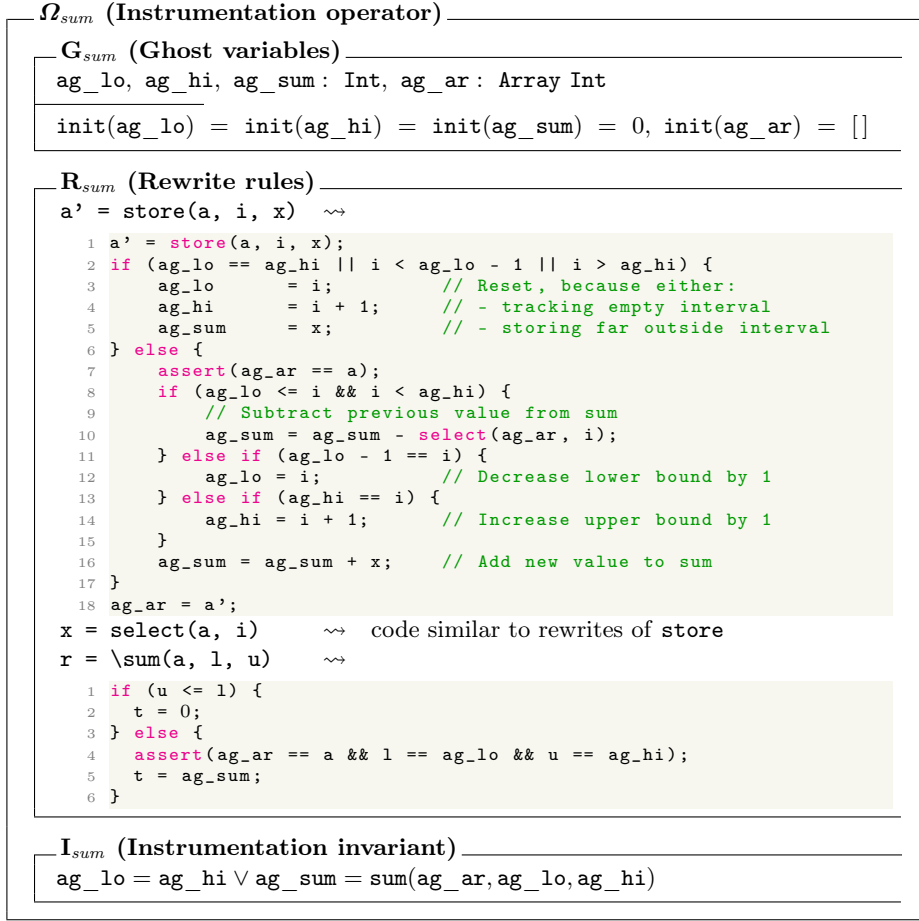 Ω_sum (Instrumentation operator)
G_sum (Ghost variables)
ag_lo, ag_hi, ag_sum : Int, ag_ar : Array Int
init(ag_lo) = init(ag_hi) = init(ag_sum) = 0, init(ag_ar) = []
R_sum (Rewrite rules)
a’ = store(a, i, x) ⇝
1 a’ = store(a, i, x);
2 if (ag_lo == ag_hi || i < ag_lo - 1 || i > ag_hi) {
3 ag_lo = i; // Reset, because either:
4 ag_hi = i + 1; // - tracking empty interval
5 ag_sum = x; // - storing far outside interval
6 } else {
7 assert(ag_ar == a);
8 if (ag_lo <= i && i < ag_hi) {
9 // Subtract previous value from sum
10 ag_sum = ag_sum - select(ag_ar, i);
11 } else if (ag_lo - 1 == i) {
12 ag_lo = i; // Decrease lower bound by 1
13 } else if (ag_hi == i) {
14 ag_hi = i + 1; // Increase upper bound by 1
15 }
16 ag_sum = ag_sum + x; // Add new value to sum
17 }
18 ag_ar = a’;
x = select(a, i) ⇝ code similar to rewrites of store
r = \sum(a, l, u) ⇝
1 if (u <= l) {
2 t = 0;
3 } else {
4 assert(ag_ar == a && l == ag_lo && u == ag_hi);
5 t = ag_sum;
6 }
I_sum (Instrumentation invariant)
ag_lo = ag_hi ∨ ag_sum = sum(ag_ar, ag_lo, ag_hi)